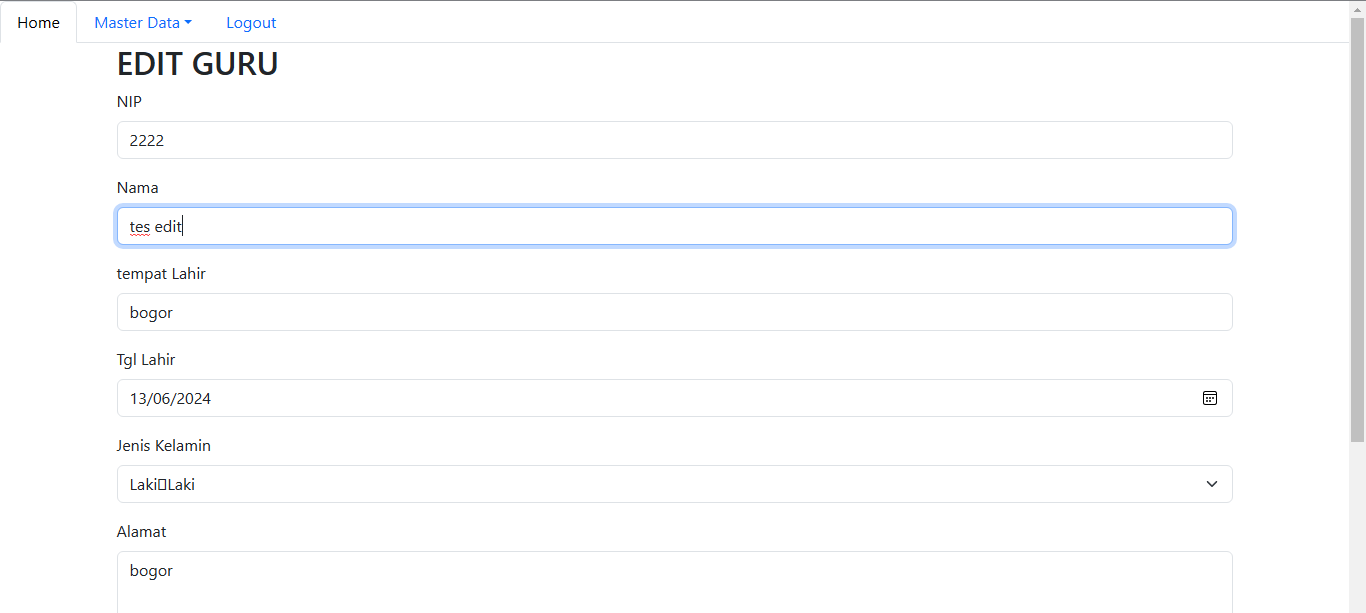 Home Master Data Logout
EDIT GURU
NIP
2222
Nama
tes edit
tempat Lahir
bogor
Tgl Lahir
13/06/2024
Jenis Kelamin
Laki▯Laki
Alamat
bogor